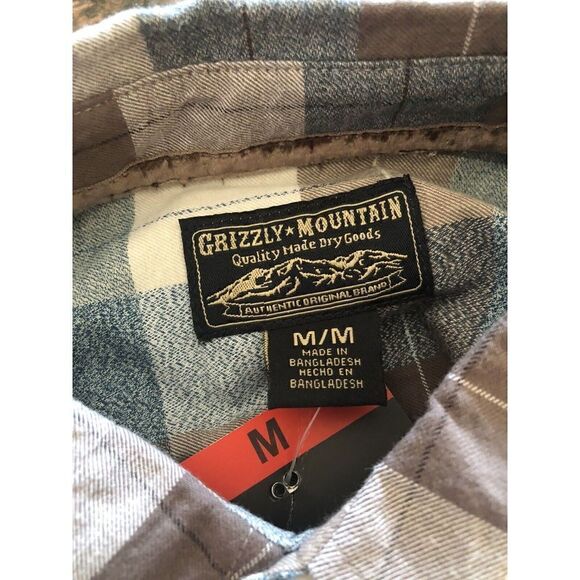 GRIZZLY★MOUNTAIN
Quality Made Dry Goods
AUTHENTIC ORIGINAL BRAND
M/M
MADE IN
BANGLADESH
HECHO EN
BANGLADESH
M